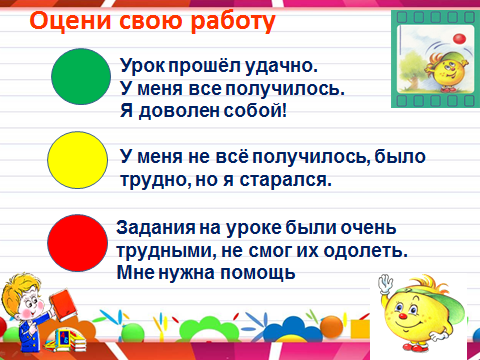 Оцени свою работу
Урок прошёл удачно.
У меня все получилось.
Я доволен собой!
У меня не всё получилось, было
трудно, но я старался.
Задания на уроке были очень
трудными, не смог их одолеть.
Мне нужна помощь